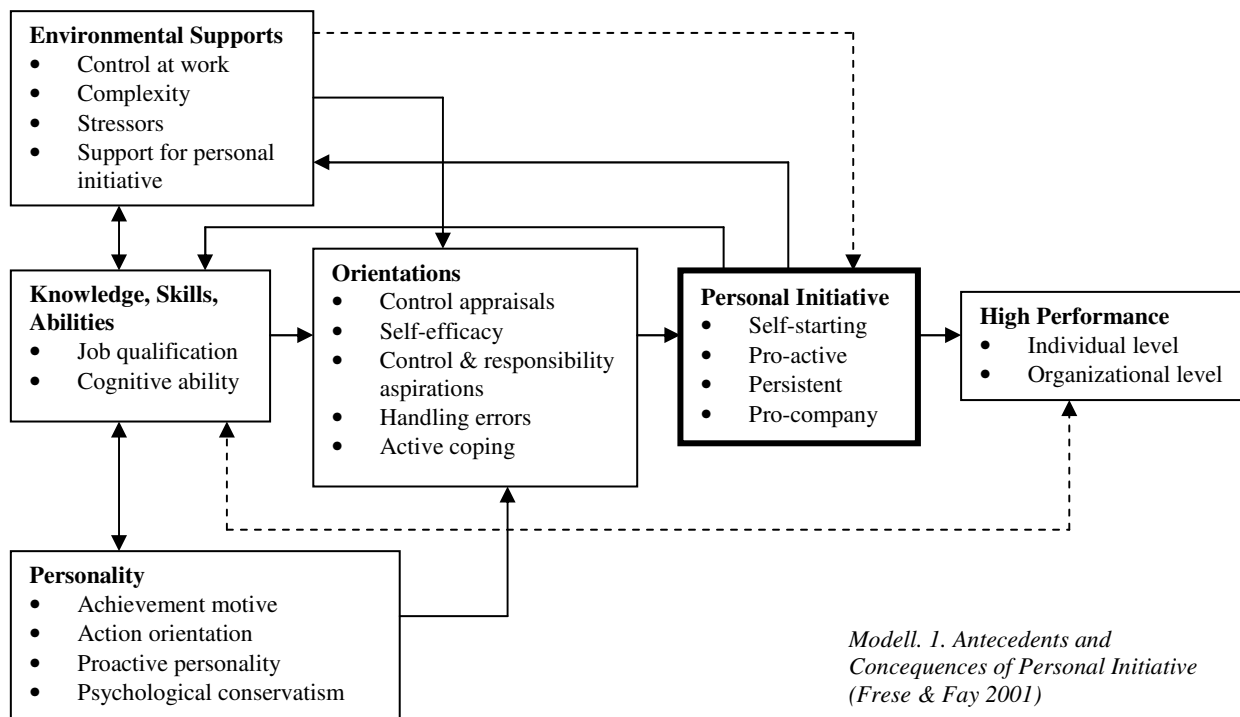 Environmental Supports
• Control at work
• Complexity
• Stressors
• Support for personal
initiative
Knowledge, Skills,
Abilities
• Job qualification
• Cognitive ability
Orientations
• Control appraisals
• Self-efficacy
• Control & responsibility
aspirations
• Handling errors
• Active coping
Personal Initiative
• Self-starting
• Pro-active
• Persistent
• Pro-company
High Performance
• Individual level
• Organizational level
Personality
• Achievement motive
• Action orientation
• Proactive personality
• Psychological conservatism
Modell. 1. Antecedents and
Concequences of Personal Initiative
(Frese & Fay 2001)